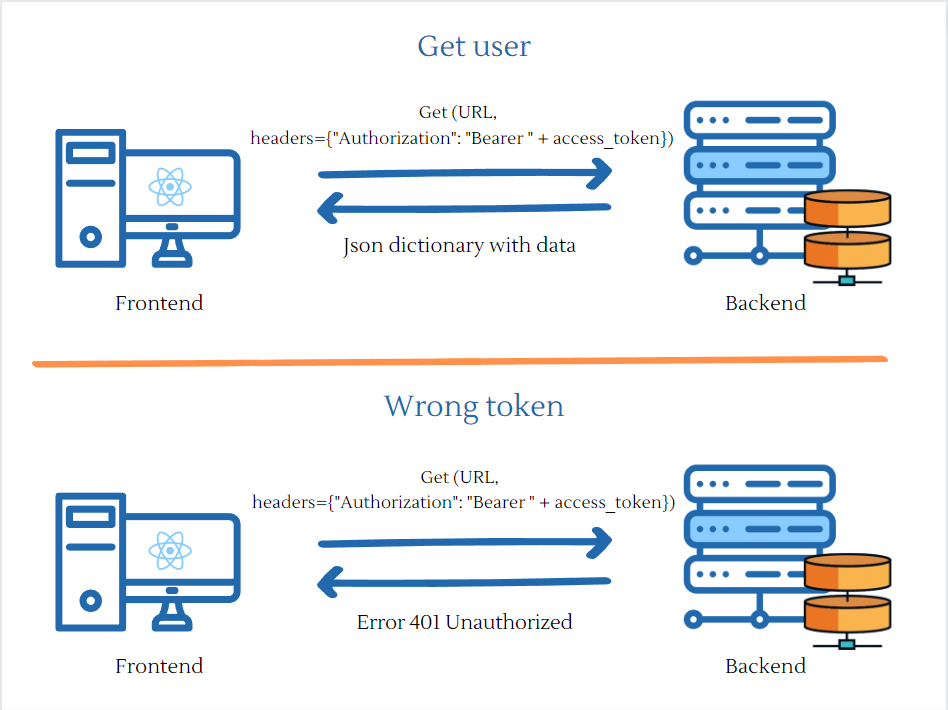 Get user
Get (URL,
headers={"Authorization": "Bearer " + access_token})
Json dictionary with data
Frontend
Backend
Wrong token
Get (URL,
headers={"Authorization": "Bearer " + access_token})
Error 401 Unauthorized
Frontend
Backend